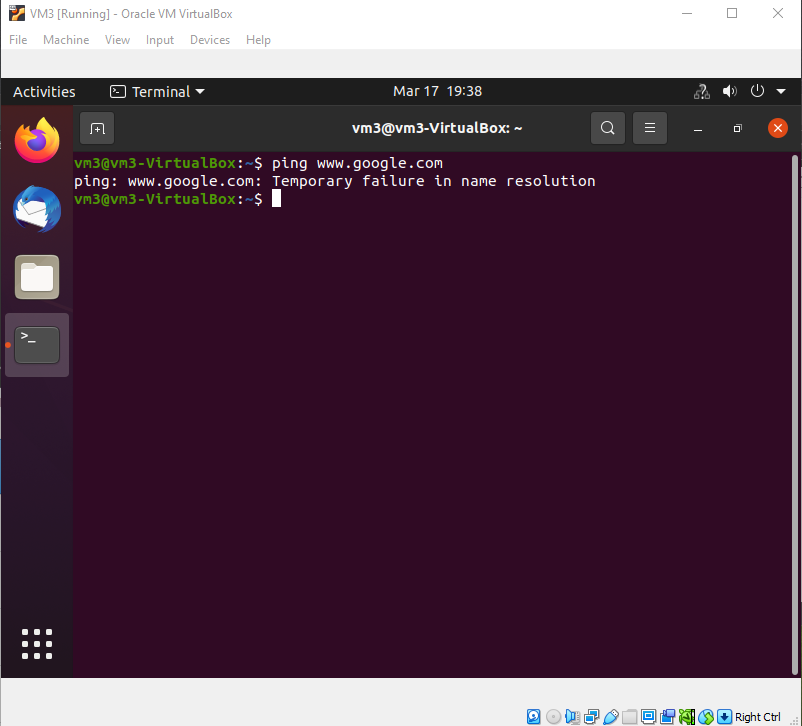 VM3 [Running] - Oracle VM VirtualBox
File Machine View Input Devices Help
Activities Terminal Mar 17 19:38
vm3@vm3-VirtualBox: ~
vm3@vm3-VirtualBox:~$ ping www.google.com
ping: www.google.com: Temporary failure in name resolution
vm3@vm3-VirtualBox:~$
Right Ctrl